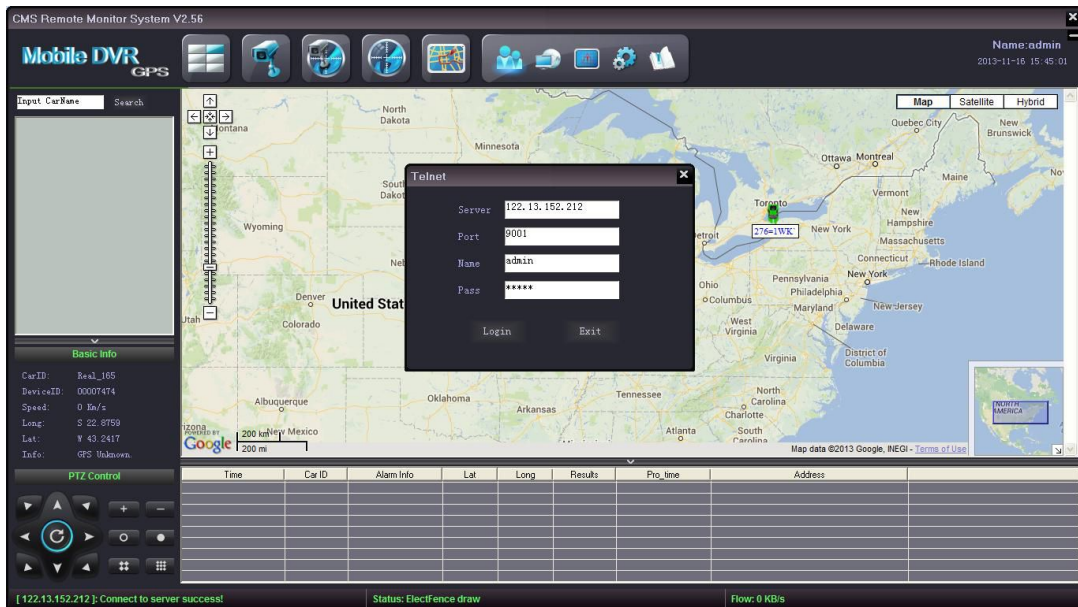 CMS Remote Monitor System V2.56
Mobile DVR
GPS
Name:admin
2013-11-16 15:45:01
Input CarName
Search
Map
Satellite
Hybrid
North
Dakota
Minnesota
Quebec City
New
Brunswick
Ottawa
Montreal
Maine
Vermont
Toronto
276=1WK'
New York
New
Hampshire
Massachusetts
Connecticut
Rhode Island
Wyoming
Pennsylvania
New York
Ohio
Philadelphia
Columbus
Maryland
New Jersey
Denver
United Stat
Utah
Colorado
West
Virginia
Delaware
Virginia
District of
Columbia
Albuquerque
Oklahoma
Tennessee
North
Carolina
Arkansas
Charlotte
New Mexico
Atlanta
South
Carolina
NORTH
AMERICA
POWERED BY
Google
200 km
200 mi
Map data ©2013 Google, INEGI - Terms of Use
Telnet
Server
122.13.152.212
Port
9001
Name
admin
Pass
*****
Login
Exit
Basic Info
CarID: Real_165
DeviceID: 00007474
Speed: 0 Km/s
Long: S 22.8759
Lat: W 43.2417
Info: GPS Unknown
PTZ Control
Time
Car ID
Alarm Info
Lat
Long
Results
Pro_time
Address
[ 122.13.152.212 ]: Connect to server success!
Status: ElectFence draw
Flow: 0 KB/s